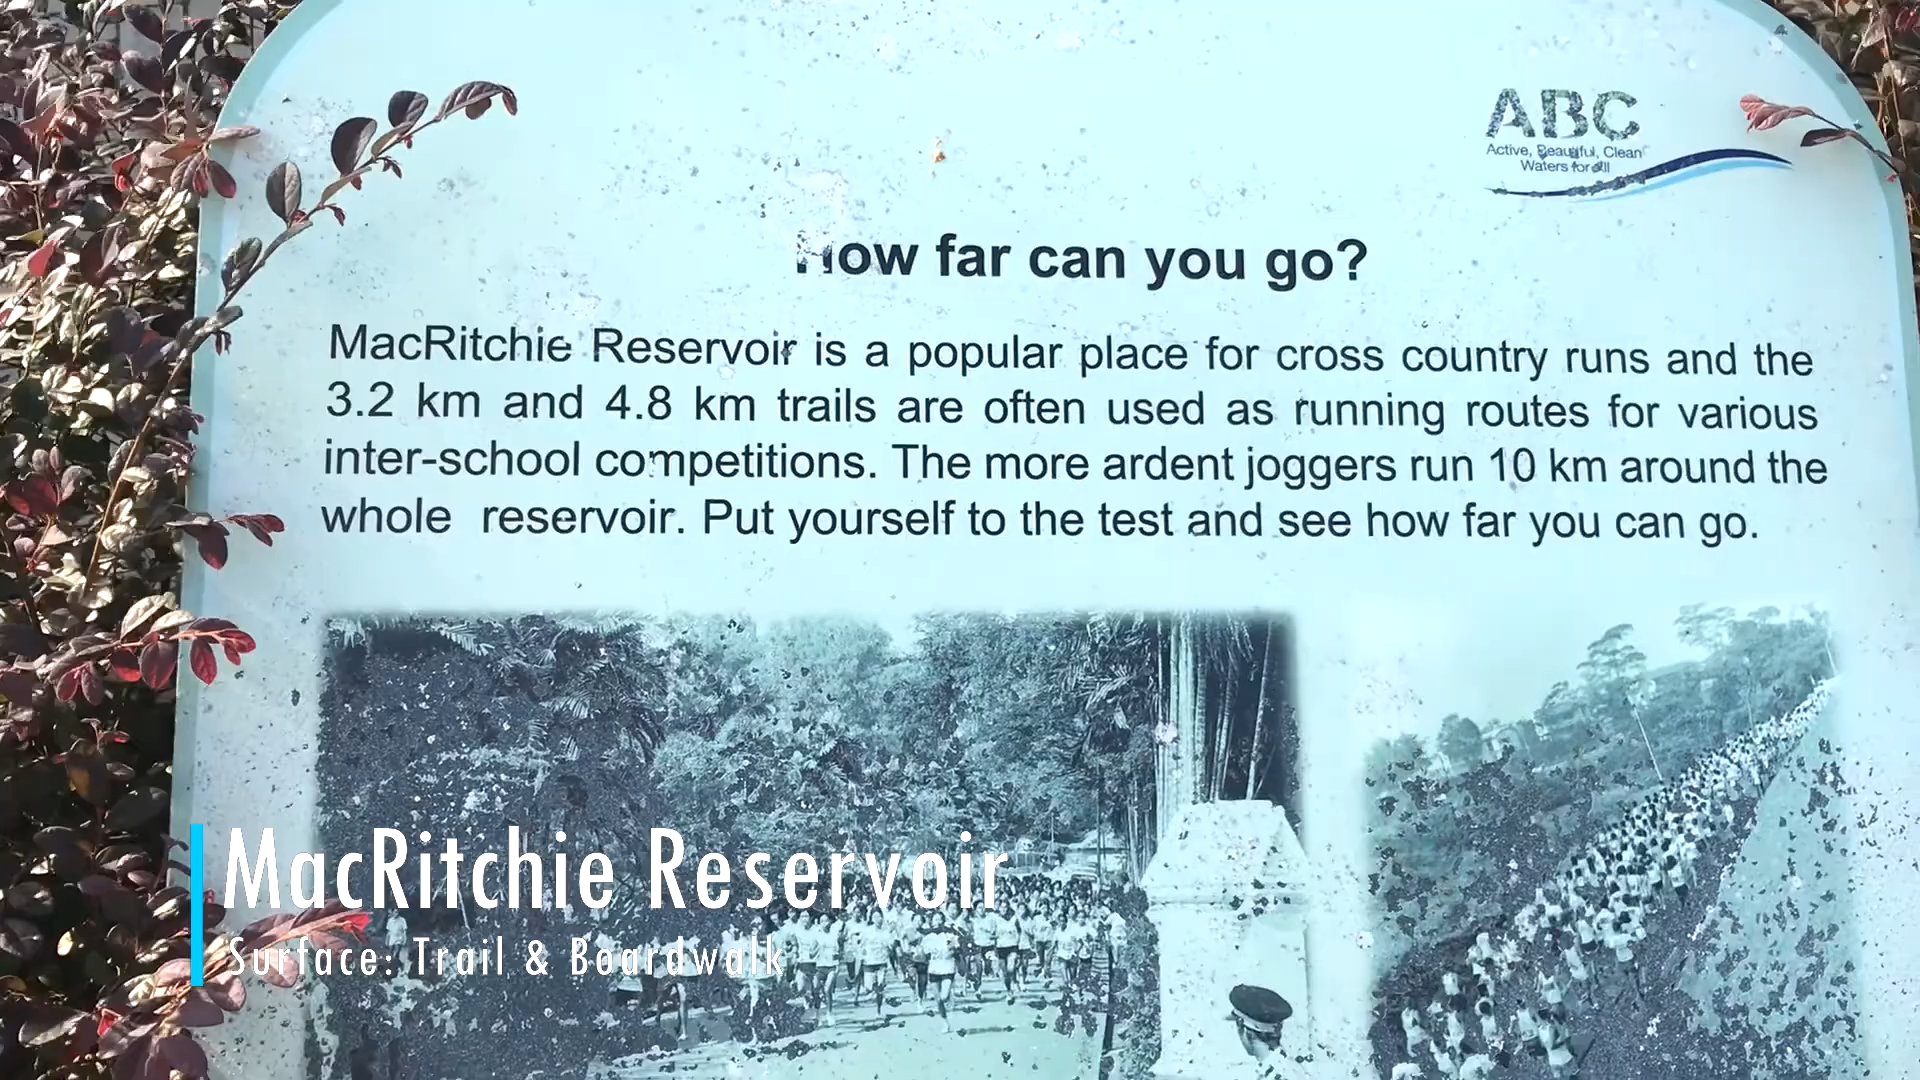 ABC
Active, Beautiful, Clean
Waters for All
How far can you go?
MacRitchie Reservoir is a popular place for cross country runs and the
3.2 km and 4.8 km trails are often used as running routes for various
inter-school competitions. The more ardent joggers run 10 km around the
whole reservoir. Put yourself to the test and see how far you can go.
MacRitchie Reservoir
Surface: Trail & Boardwalk